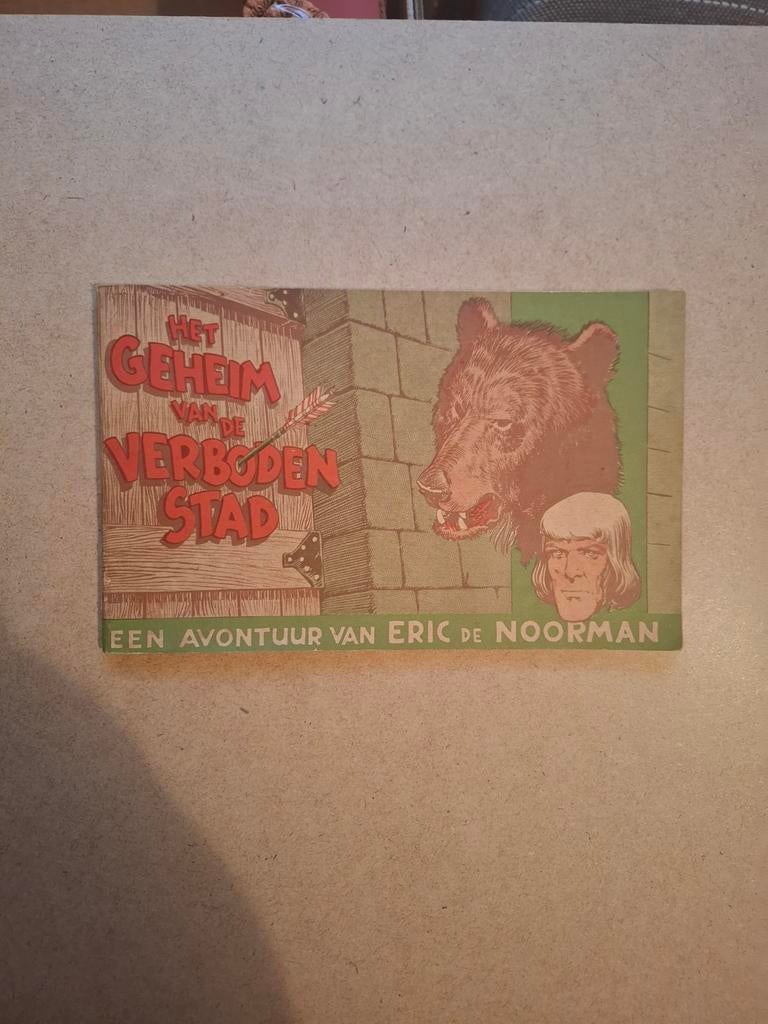 HET
GEHEIM
VAN DE
VERBODEN
STAD
EEN AVONTUUR VAN ERIC DE NOORMAN